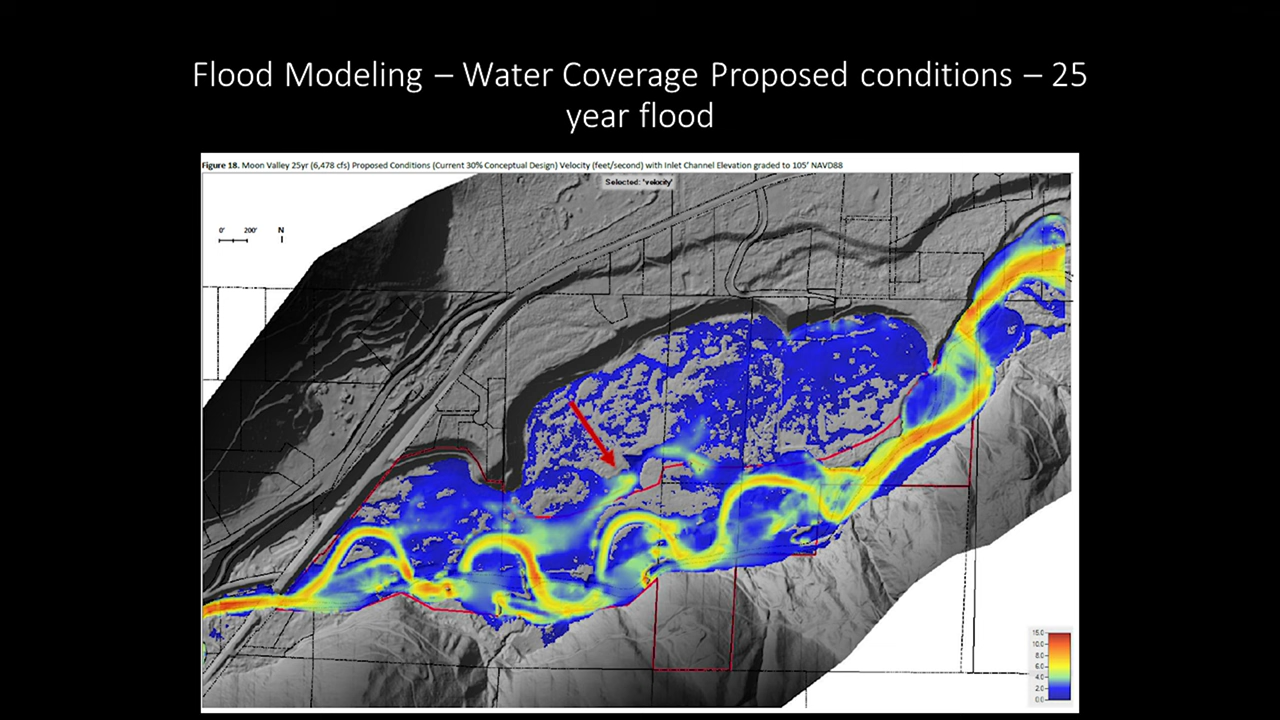 Flood Modeling – Water Coverage Proposed conditions – 25
year flood
Figure 18. Moon Valley 25yr (6,478 cfs) Proposed Conditions (Current 30% Conceptual Design) Velocity (feet/second) with Inlet Channel Elevation graded to 105' NAVD88
Selected: 'velocity'
0' 200' N
15.0
10.0
8.0
6.0
4.0
2.0
0.0